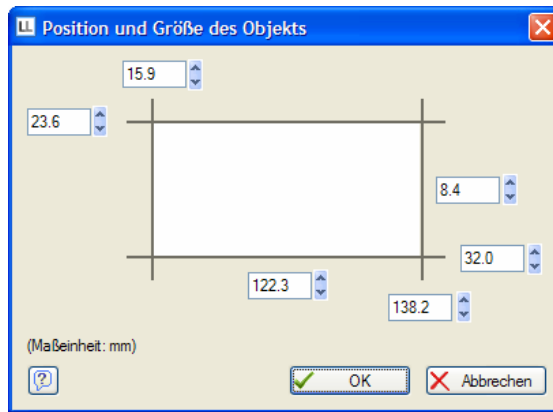 LL Position und Größe des Objekts
15.9
23.6
8.4
32.0
122.3
138.2
(Maßeinheit: mm)
? OK Abbrechen